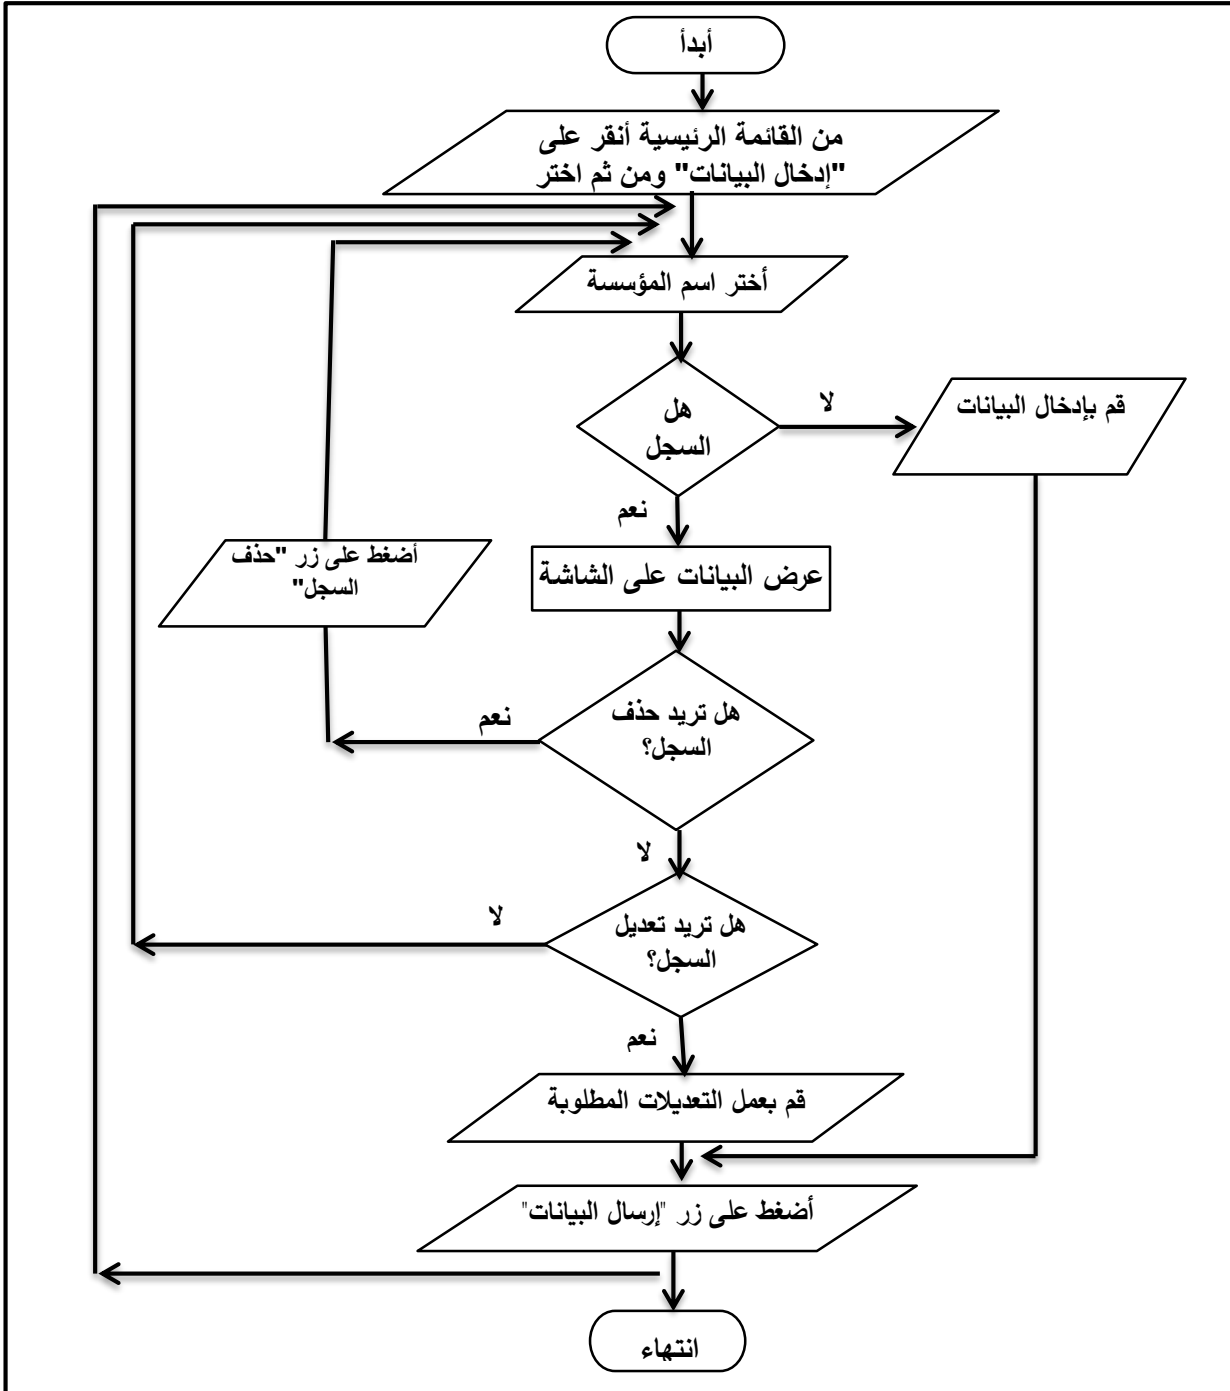 أبدأ
من القائمة الرئيسية أنقر على
"إدخال البيانات" ومن ثم اختر
أختر اسم المؤسسة
هل
السجل
لا
قم بإدخال البيانات
نعم
عرض البيانات على الشاشة
أضغط على زر "حذف
السجل"
هل تريد حذف
السجل؟
نعم
لا
هل تريد تعديل
السجل؟
لا
نعم
قم بعمل التعديلات المطلوبة
أضغط على زر "إرسال البيانات"
انتهاء